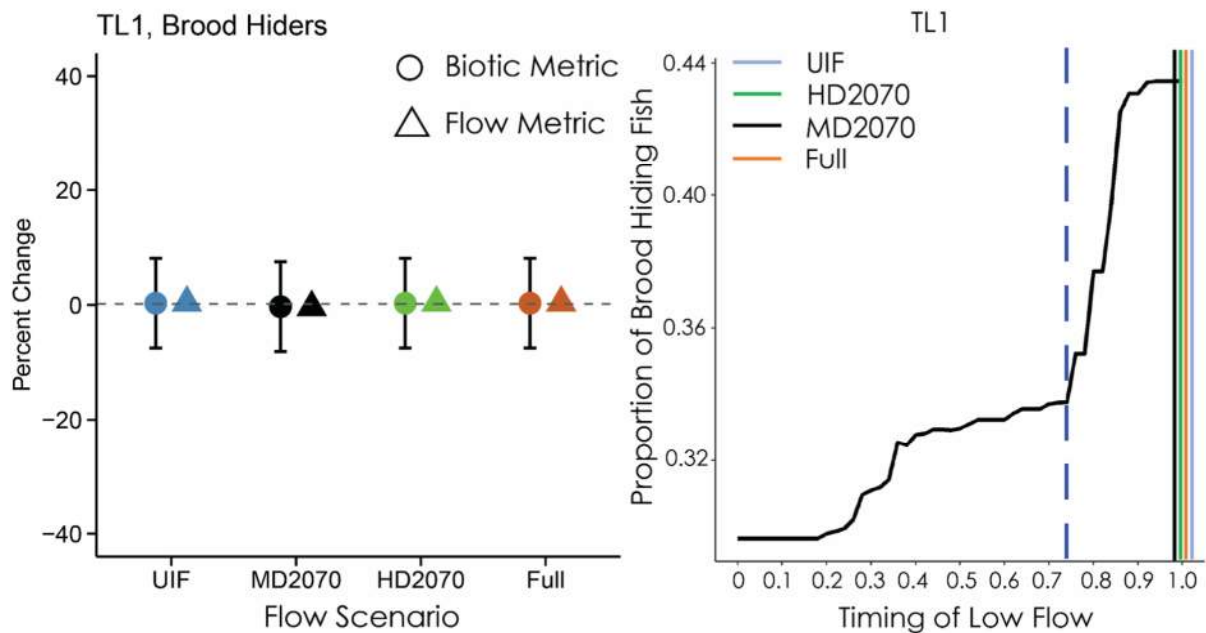 TL1, Brood Hiders
Biotic Metric
Flow Metric
Percent Change
40
20
0
−20
−40
UIF
MD2070
HD2070
Full
Flow Scenario
TL1
UIF
HD2070
MD2070
Full
Proportion of Brood Hiding Fish
0.44
0.40
0.36
0.32
0 0.1 0.2 0.3 0.4 0.5 0.6 0.7 0.8 0.9 1.0
Timing of Low Flow